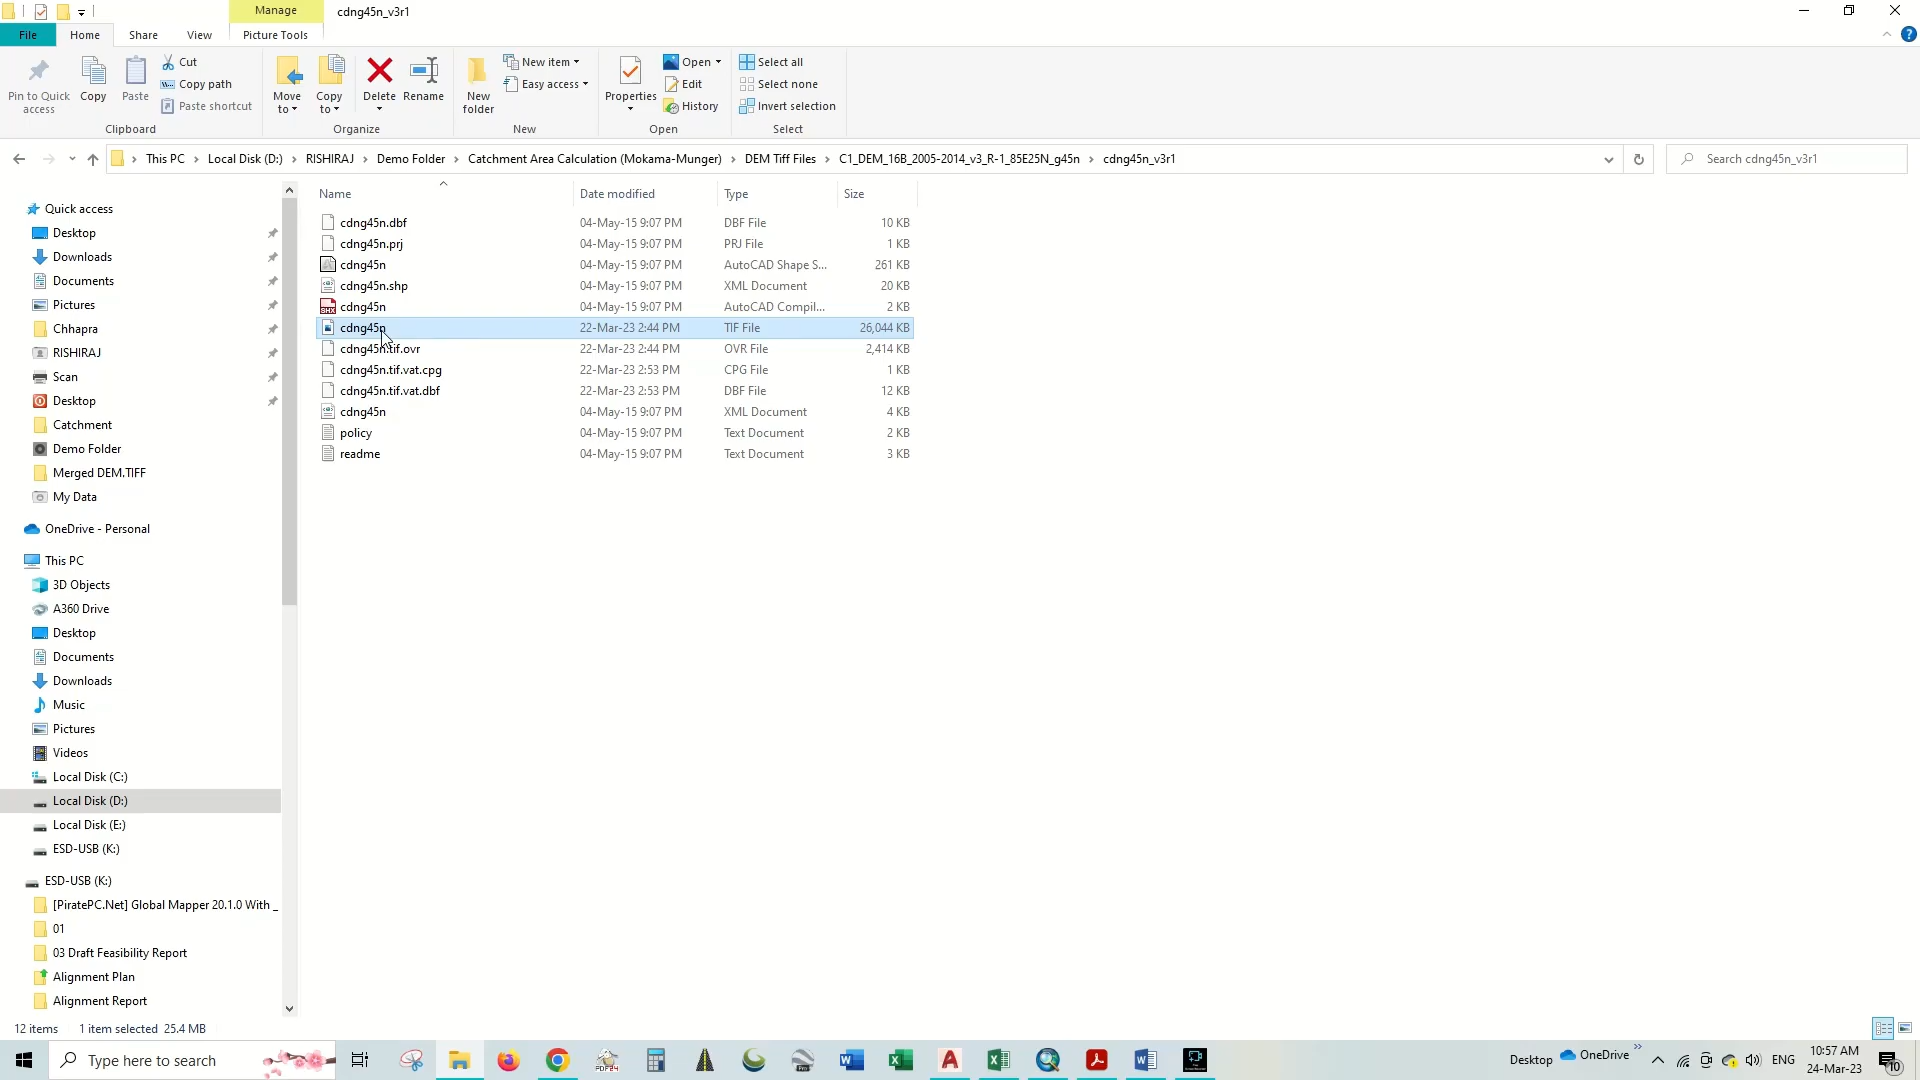 Manage
cdng45n_v3r1
File
Home
Share
View
Picture Tools
Pin to Quick access
Copy
Paste
Cut
Copy path
Paste shortcut
Clipboard
Move to
Copy to
Delete
Rename
Organize
New folder
New item
Easy access
New
Properties
Open
Edit
History
Open
Select all
Select none
Invert selection
Select
This PC > Local Disk (D:) > RISHIRAJ > Demo Folder > Catchment Area Calculation (Mokama-Munger) > DEM Tiff Files > C1_DEM_16B_2005-2014_v3_R-1_85E25N_g45n > cdng45n_v3r1
Search cdng45n_v3r1
Quick access
Desktop
Downloads
Documents
Pictures
Chhapra
RISHIRAJ
Scan
Desktop
Catchment
Demo Folder
Merged DEM.TIFF
My Data
OneDrive - Personal
This PC
3D Objects
A360 Drive
Desktop
Documents
Downloads
Music
Pictures
Videos
Local Disk (C:)
Local Disk (D:)
Local Disk (E:)
ESD-USB (K:)
ESD-USB (K:)
[PiratePC.Net] Global Mapper 20.1.0 With _
01
03 Draft Feasibility Report
Alignment Plan
Alignment Report
Name Date modified Type Size
cdng45n.dbf 04-May-15 9:07 PM DBF File 10 KB
cdng45n.prj 04-May-15 9:07 PM PRJ File 1 KB
cdng45n 04-May-15 9:07 PM AutoCAD Shape S... 261 KB
cdng45n.shp 04-May-15 9:07 PM XML Document 20 KB
cdng45n 04-May-15 9:07 PM AutoCAD Compil... 2 KB
cdng45n 22-Mar-23 2:44 PM TIF File 26,044 KB
cdng45n.tif.ovr 22-Mar-23 2:44 PM OVR File 2,414 KB
cdng45n.tif.vat.cpg 22-Mar-23 2:53 PM CPG File 1 KB
cdng45n.tif.vat.dbf 22-Mar-23 2:53 PM DBF File 12 KB
cdng45n 04-May-15 9:07 PM XML Document 4 KB
policy 04-May-15 9:07 PM Text Document 2 KB
readme 04-May-15 9:07 PM Text Document 3 KB
12 items 1 item selected 25.4 MB
Type here to search
Desktop
OneDrive
ENG
10:57 AM
24-Mar-23
10